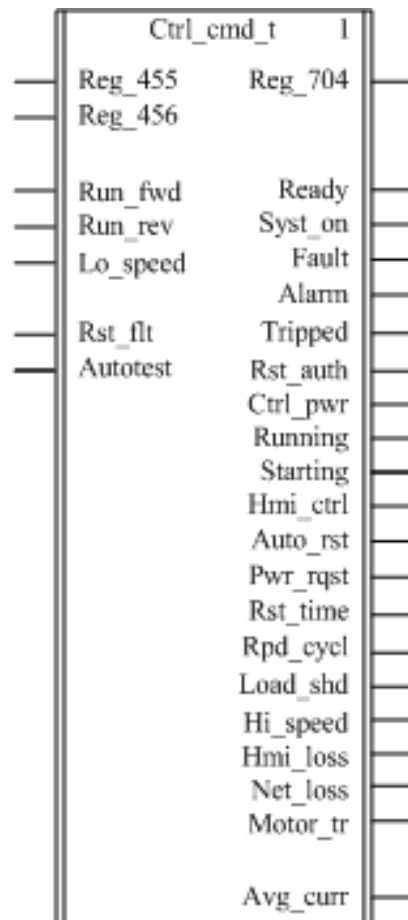 Ctrl_cmd_t 1
Reg_455 Reg_704
Reg_456
Run_fwd Ready
Run_rev Syst_on
Lo_speed Fault
Alarm
Rst_flt Tripped
Autotest Rst_auth
Ctrl_pwr
Running
Starting
Hmi_ctrl
Auto_rst
Pwr_rqst
Rst_time
Rpd_cycl
Load_shd
Hi_speed
Hmi_loss
Net_loss
Motor_tr
Avg_curr